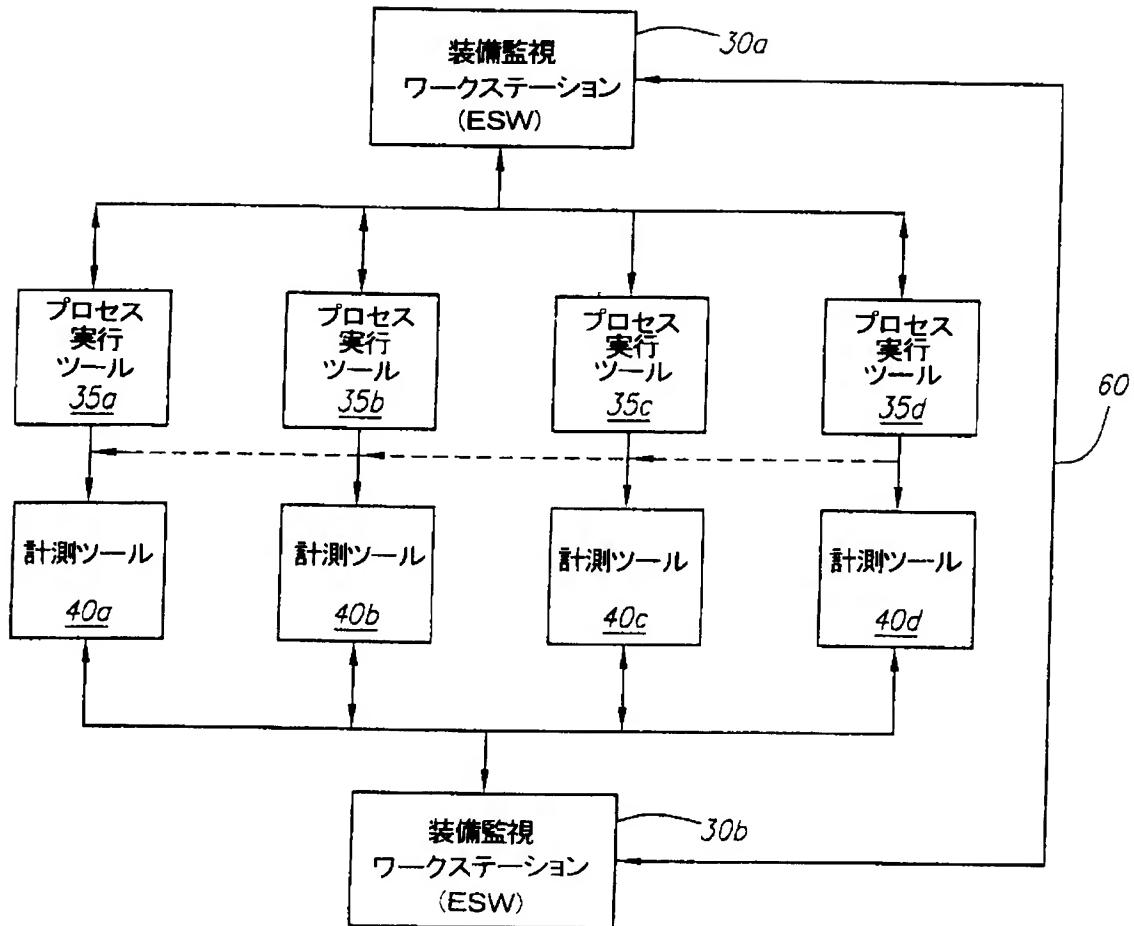 装備監視
ワークステーション
(ESW)
30a
プロセス
実行
ツール
35a
プロセス
実行
ツール
35b
プロセス
実行
ツール
35c
プロセス
実行
ツール
35d
60
計測ツール
40a
計測ツール
40b
計測ツール
40c
計測ツール
40d
装備監視
ワークステーション
(ESW)
30b